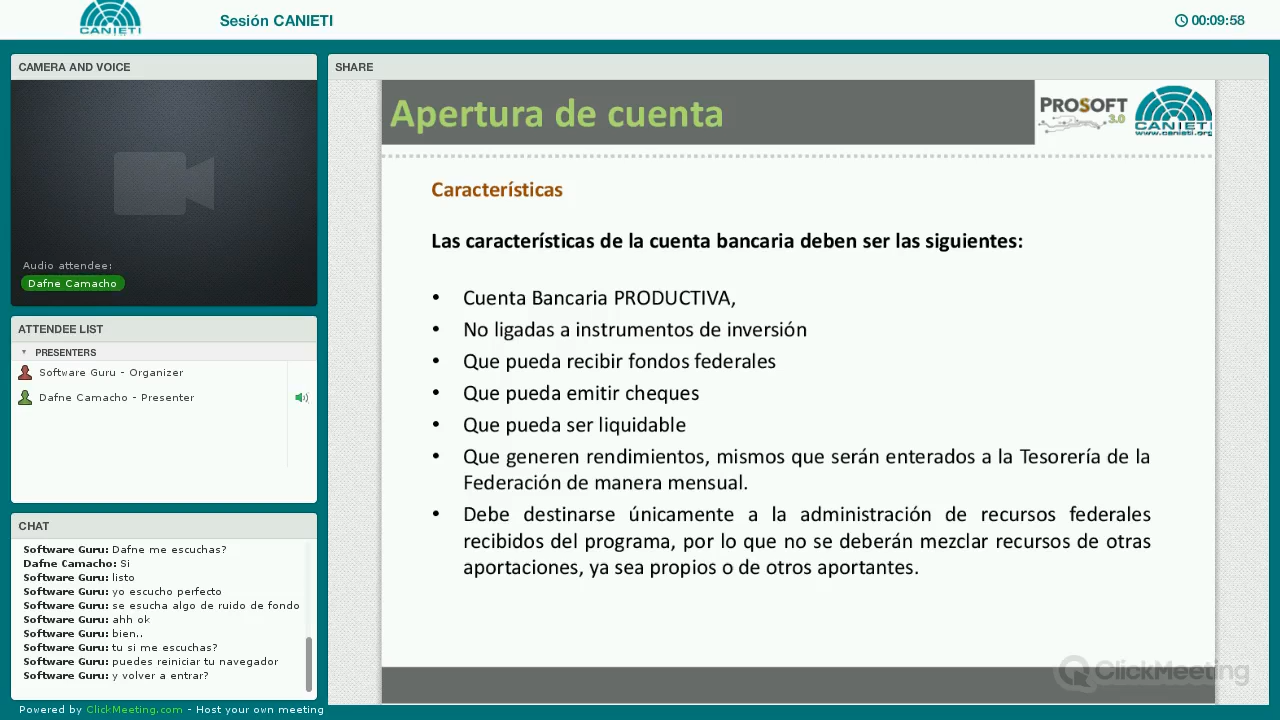 CANIETI
Sesión CANIETI
00:09:58
CAMERA AND VOICE
Audio attendee:
Dafne Camacho
ATTENDEE LIST
PRESENTERS
Software Guru - Organizer
Dafne Camacho - Presenter
CHAT
Software Guru: Dafne me escuchas?
Dafne Camacho: Si
Software Guru: listo
Software Guru: yo escucho perfecto
Software Guru: se esucha algo de ruido de fondo
Software Guru: ahh ok
Software Guru: bien..
Software Guru: tu si me escuchas?
Software Guru: puedes reiniciar tu navegador
Software Guru: y volver a entrar?
Powered by ClickMeeting.com - Host your own meeting
SHARE
Apertura de cuenta
PROSOFT
3.0
CANIETI
www.canieti.org
Características
Las características de la cuenta bancaria deben ser las siguientes:
• Cuenta Bancaria PRODUCTIVA,
• No ligadas a instrumentos de inversión
• Que pueda recibir fondos federales
• Que pueda emitir cheques
• Que pueda ser liquidable
• Que generen rendimientos, mismos que serán enterados a la Tesorería de la
Federación de manera mensual.
• Debe destinarse únicamente a la administración de recursos federales
recibidos del programa, por lo que no se deberán mezclar recursos de otras
aportaciones, ya sea propios o de otros aportantes.
ClickMeeting